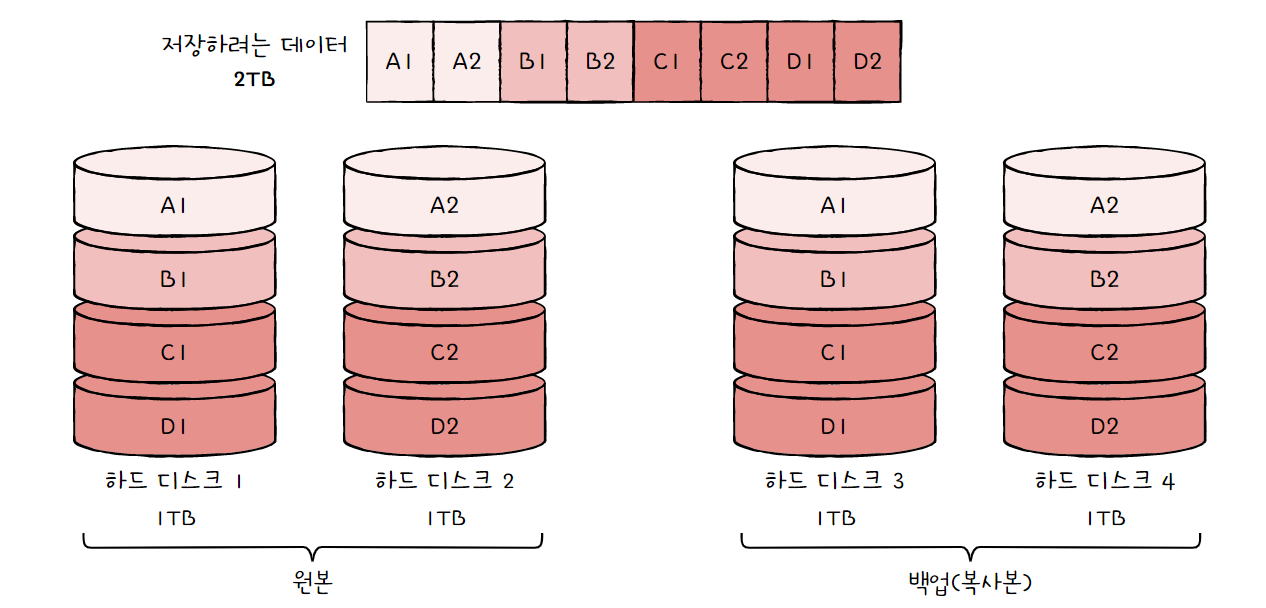 저장하려는 데이터
2TB
A1 A2 B1 B2 C1 C2 D1 D2
A1 A2 A1 A2
B1 B2 B1 B2
C1 C2 C1 C2
D1 D2 D1 D2
하드 디스크 1 하드 디스크 2 하드 디스크 3 하드 디스크 4
1TB 1TB 1TB 1TB
원본 백업(복사본)